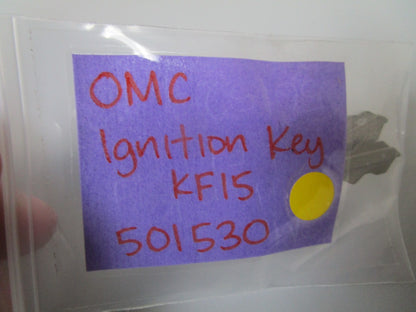 OMC
Ignition Key
KF15
501530